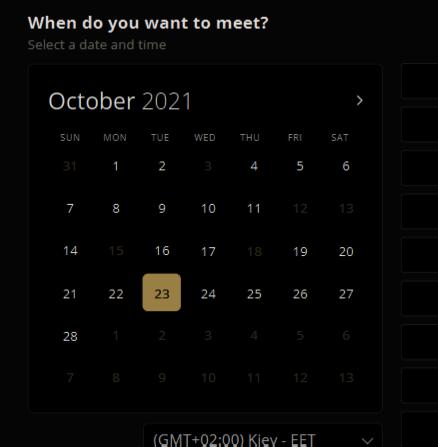 When do you want to meet?
Select a date and time
October 2021
SUN MON TUE WED THU FRI SAT
31 1 2 3 4 5 6
7 8 9 10 11 12 13
14 15 16 17 18 19 20
21 22 23 24 25 26 27
28 1 2 3 4 5 6
7 8 9 10 11 12 13
(GMT+02:00) Kiev - EET